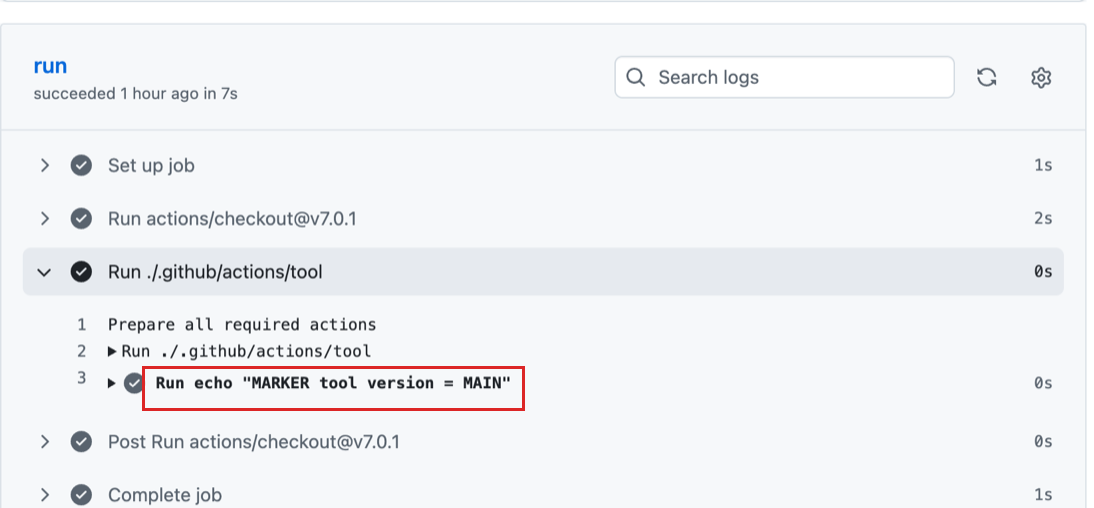 run
succeeded 1 hour ago in 7s
Search logs
Set up job 1s
Run actions/checkout@v7.0.1 2s
Run ./.github/actions/tool 0s
1 Prepare all required actions
2 Run ./.github/actions/tool
3 Run echo "MARKER tool version = MAIN" 0s
Post Run actions/checkout@v7.0.1 0s
Complete job 1s